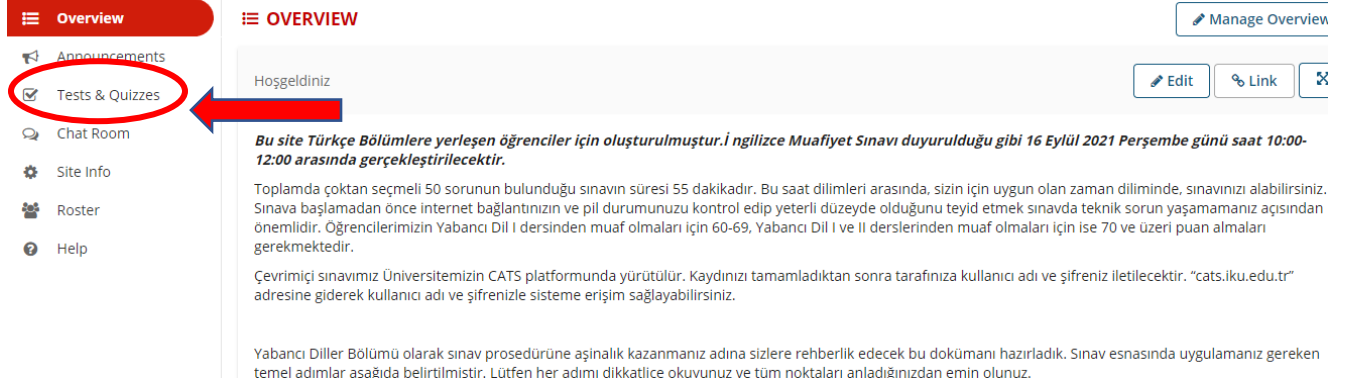 Overview
Announcements
Tests & Quizzes
Chat Room
Site Info
Roster
Help
OVERVIEW
Manage Overview
Hoşgeldiniz
Edit
Link
Bu site Türkçe Bölümlere yerleşen öğrenciler için oluşturulmuştur.İ ngilizce Muafiyet Sınavı duyurulduğu gibi 16 Eylül 2021 Perşembe günü saat 10:00-
12:00 arasında gerçekleştirilecektir.
Toplamda çoktan seçmeli 50 sorunun bulunduğu sınavın süresi 55 dakikadır. Bu saat dilimleri arasında, sizin için uygun olan zaman diliminde, sınavınızı alabilirsiniz.
Sınava başlamadan önce internet bağlantınızın ve pil durumunuzu kontrol edip yeterli düzeyde olduğunu teyid etmek sınavda teknik sorun yaşamamanız açısından
önemlidir. Öğrencilerimizin Yabancı Dil I dersinden muaf olmaları için 60-69, Yabancı Dil I ve II derslerinden muaf olmaları için ise 70 ve üzeri puan almaları
gerekmektedir.
Çevrimiçi sınavımız Üniversitemizin CATS platformunda yürütülür. Kaydınızı tamamladıktan sonra tarafınıza kullanıcı adı ve şifreniz iletilecektir. “cats.iku.edu.tr”
adresine giderek kullanıcı adı ve şifrenizle sisteme erişim sağlayabilirsiniz.
Yabancı Diller Bölümü olarak sınav prosedürüne aşinalık kazanmanız adına sizlere rehberlik edecek bu dokümanı hazırladık. Sınav esnasında uygulamanız gereken
temel adımlar aşağıda belirtilmiştir. Lütfen her adımı dikkatlice okuyunuz ve tüm noktaları anladığınızdan emin olunuz.